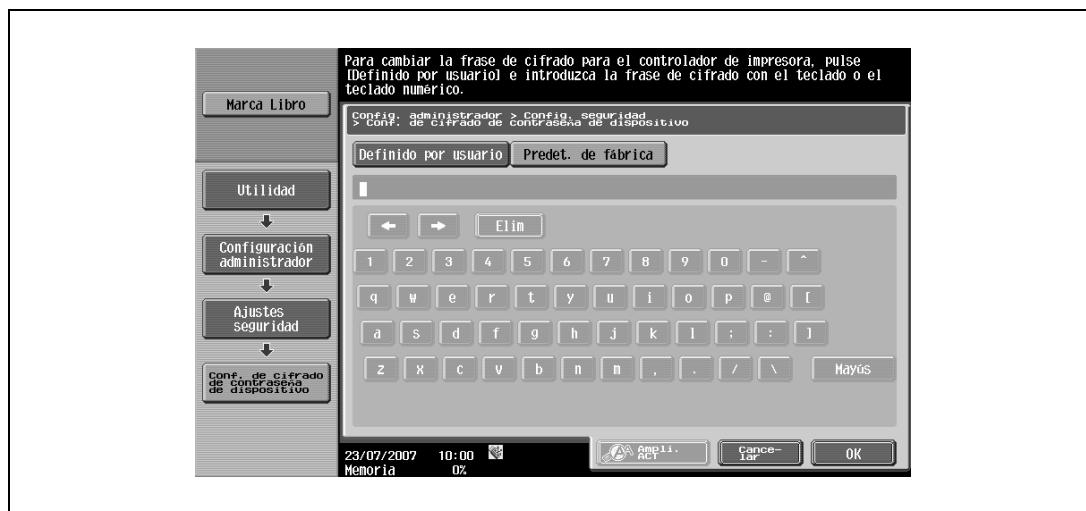 Para cambiar la frase de cifrado para el controlador de impresora, pulse
[Definido por usuario] e introduzca la frase de cifrado con el teclado o el
teclado numérico.
Marca Libro
Config. administrador > Config. seguridad
> Conf. de cifrado de contraseña de dispositivo
Definido por usuario Predet. de fábrica
Utilidad
Configuración
administrador
Ajustes
seguridad
Conf. de cifrado
de contraseña
de dispositivo
← → Elim
1 2 3 4 5 6 7 8 9 0 - ^
q w e r t y u i o p @ [
a s d f g h j k l ; : ]
z x c v b n m , . / \ Mayús
23/07/2007 10:00
Memoria 0%
Ampli.
ACT
Cance-
lar
OK